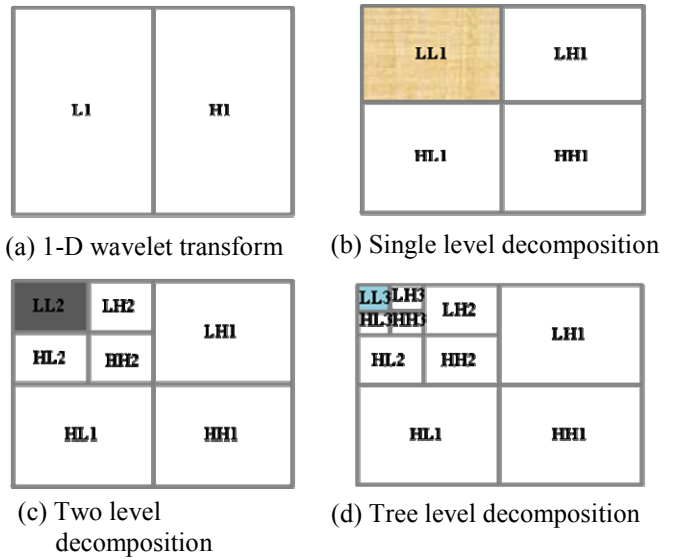 L1 H1
LL1 LH1
HL1 HH1
(a) 1-D wavelet transform
(b) Single level decomposition
LL2 LH2
LH1
HL2 HH2
HL1 HH1
LL3 LH3
HL3 HH3
LH2
LH1
HL2 HH2
HL1 HH1
(c) Two level
decomposition
(d) Tree level decomposition